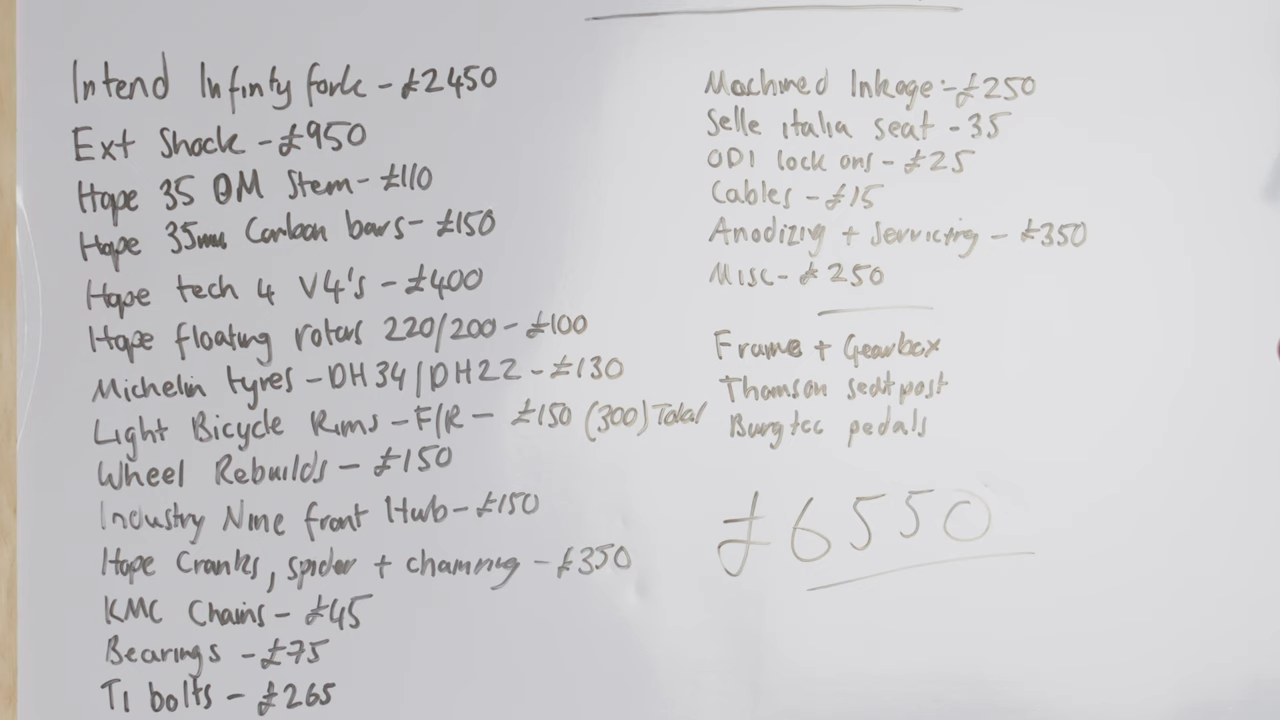 Intend Infinity fork - £2450
Ext Shock - £950
Hope 35 0M Stem - £110
Hope 35mm Carbon bars - £150
Hope tech 4 V4's - £400
Hope floating rotors 220/200 - £100
Michelin tyres - DH34/DH22 - £130
Light Bicycle Rims - F/R - £150 (300) Total
Wheel Rebuilds - £150
Industry Nine front Hub - £150
Hope Cranks, spider + chainring - £350
KMC Chains - £45
Bearings - £75
TI bolts - £265
Machined Linkage:- £250
Selle italia seat - 35
ODI lock ons - £25
Cables - £15
Anodizing + Servicing - £350
Misc - £250
Frame + Gearbox
Thomson seatpost
Burgtec pedals
£6550